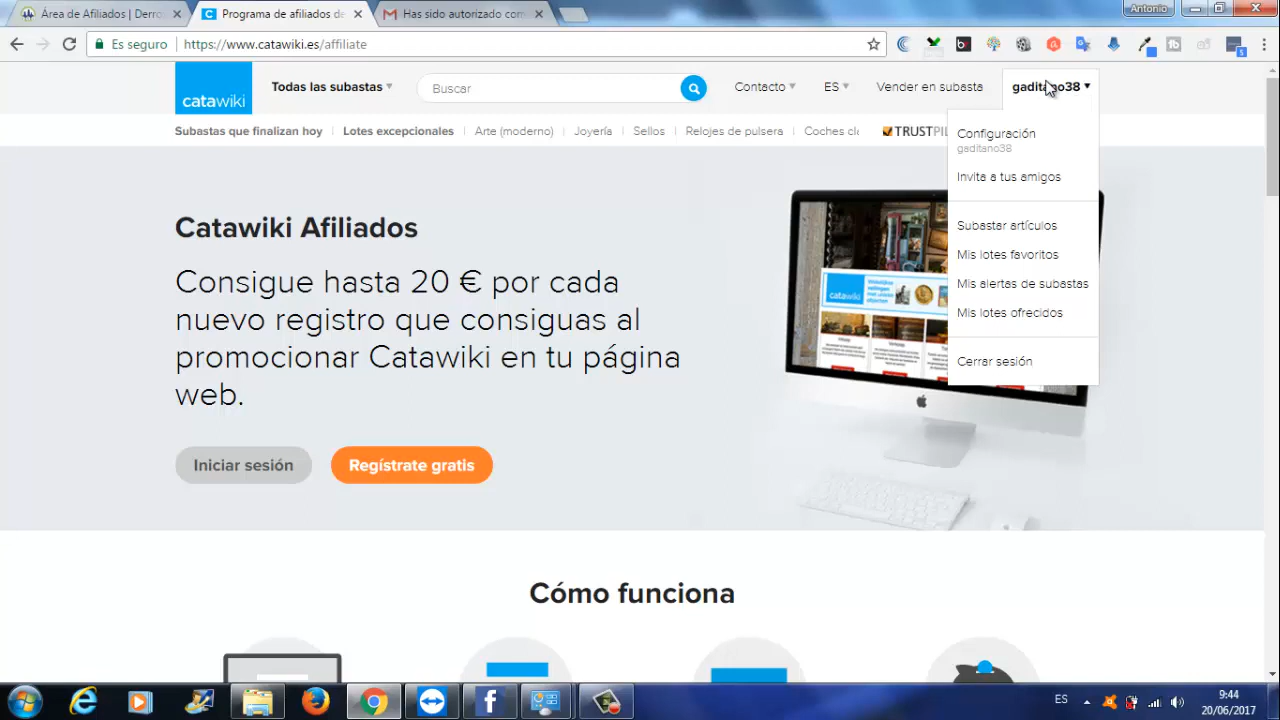 Área de Afiliados | Derro
Programa de afiliados de
Has sido autorizado com
Antonio
Es seguro
https://www.catawiki.es/affiliate
catawiki
Todas las subastas
Buscar
Contacto
ES
Vender en subasta
gaditano38
Subastas que finalizan hoy
Lotes excepcionales
Arte (moderno)
Joyería
Sellos
Relojes de pulsera
Coches cl
TRUSTPIL
Configuración
gaditano38
Invita a tus amigos
Subastar artículos
Mis lotes favoritos
Mis alertas de subastas
Mis lotes ofrecidos
Cerrar sesión
Catawiki Afiliados
Consigue hasta 20 € por cada
nuevo registro que consiguas al
promocionar Catawiki en tu página
web.
catawiki
Iniciar sesión
Regístrate gratis
Cómo funciona
ES
9:44
20/06/2017